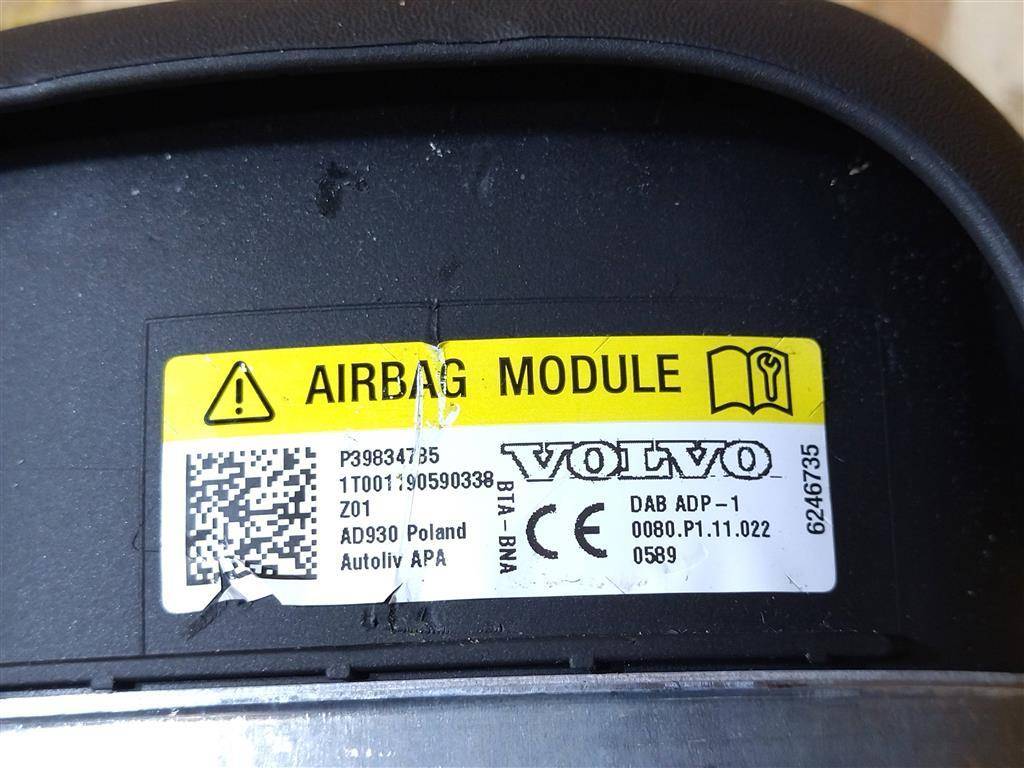 AIRBAG MODULE
P39834785
1T001190590338
Z01
AD930 Poland
Autoliv APA
BTA-BNA
VOLVO
CE
DAB ADP-1
0080.P1.11.022
0589
6246735